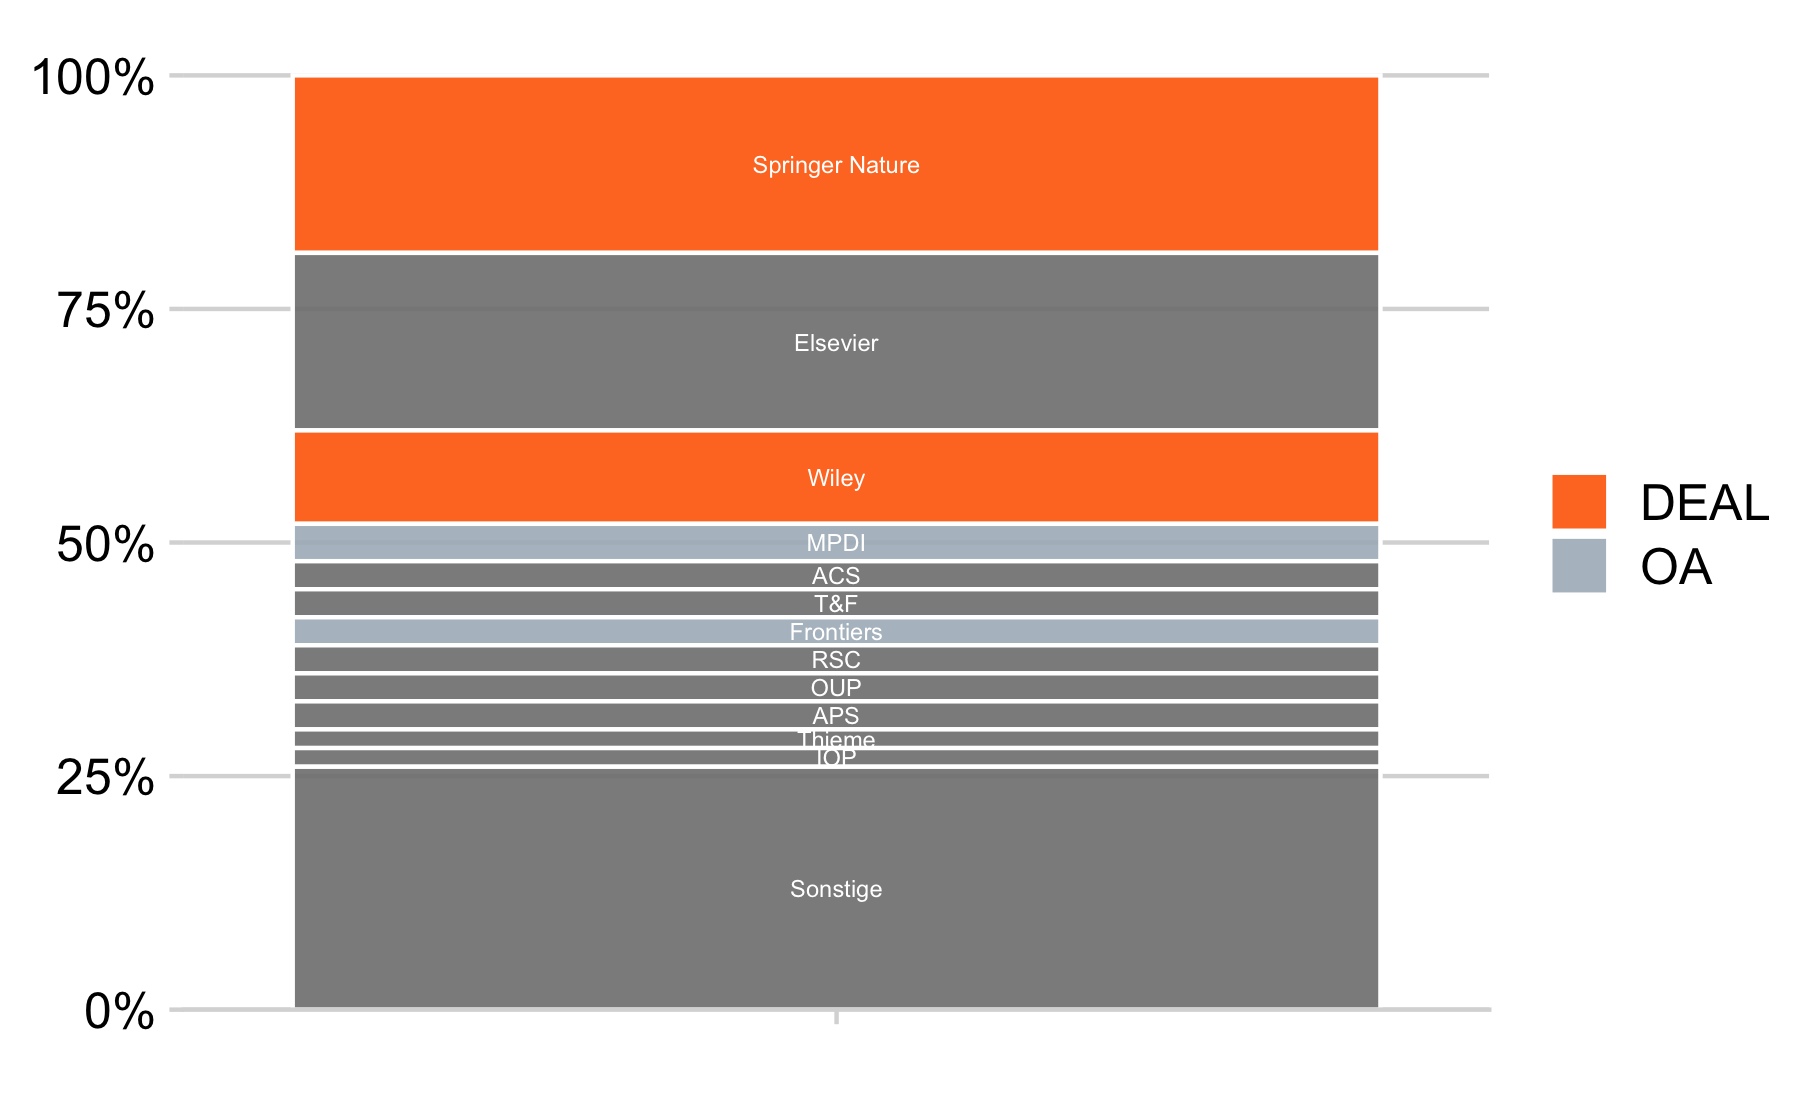 100%
75%
50%
25%
0%
Springer Nature
Elsevier
Wiley
MPDI
ACS
T&F
Frontiers
RSC
OUP
APS
Thieme
IOP
Sonstige
DEAL
OA